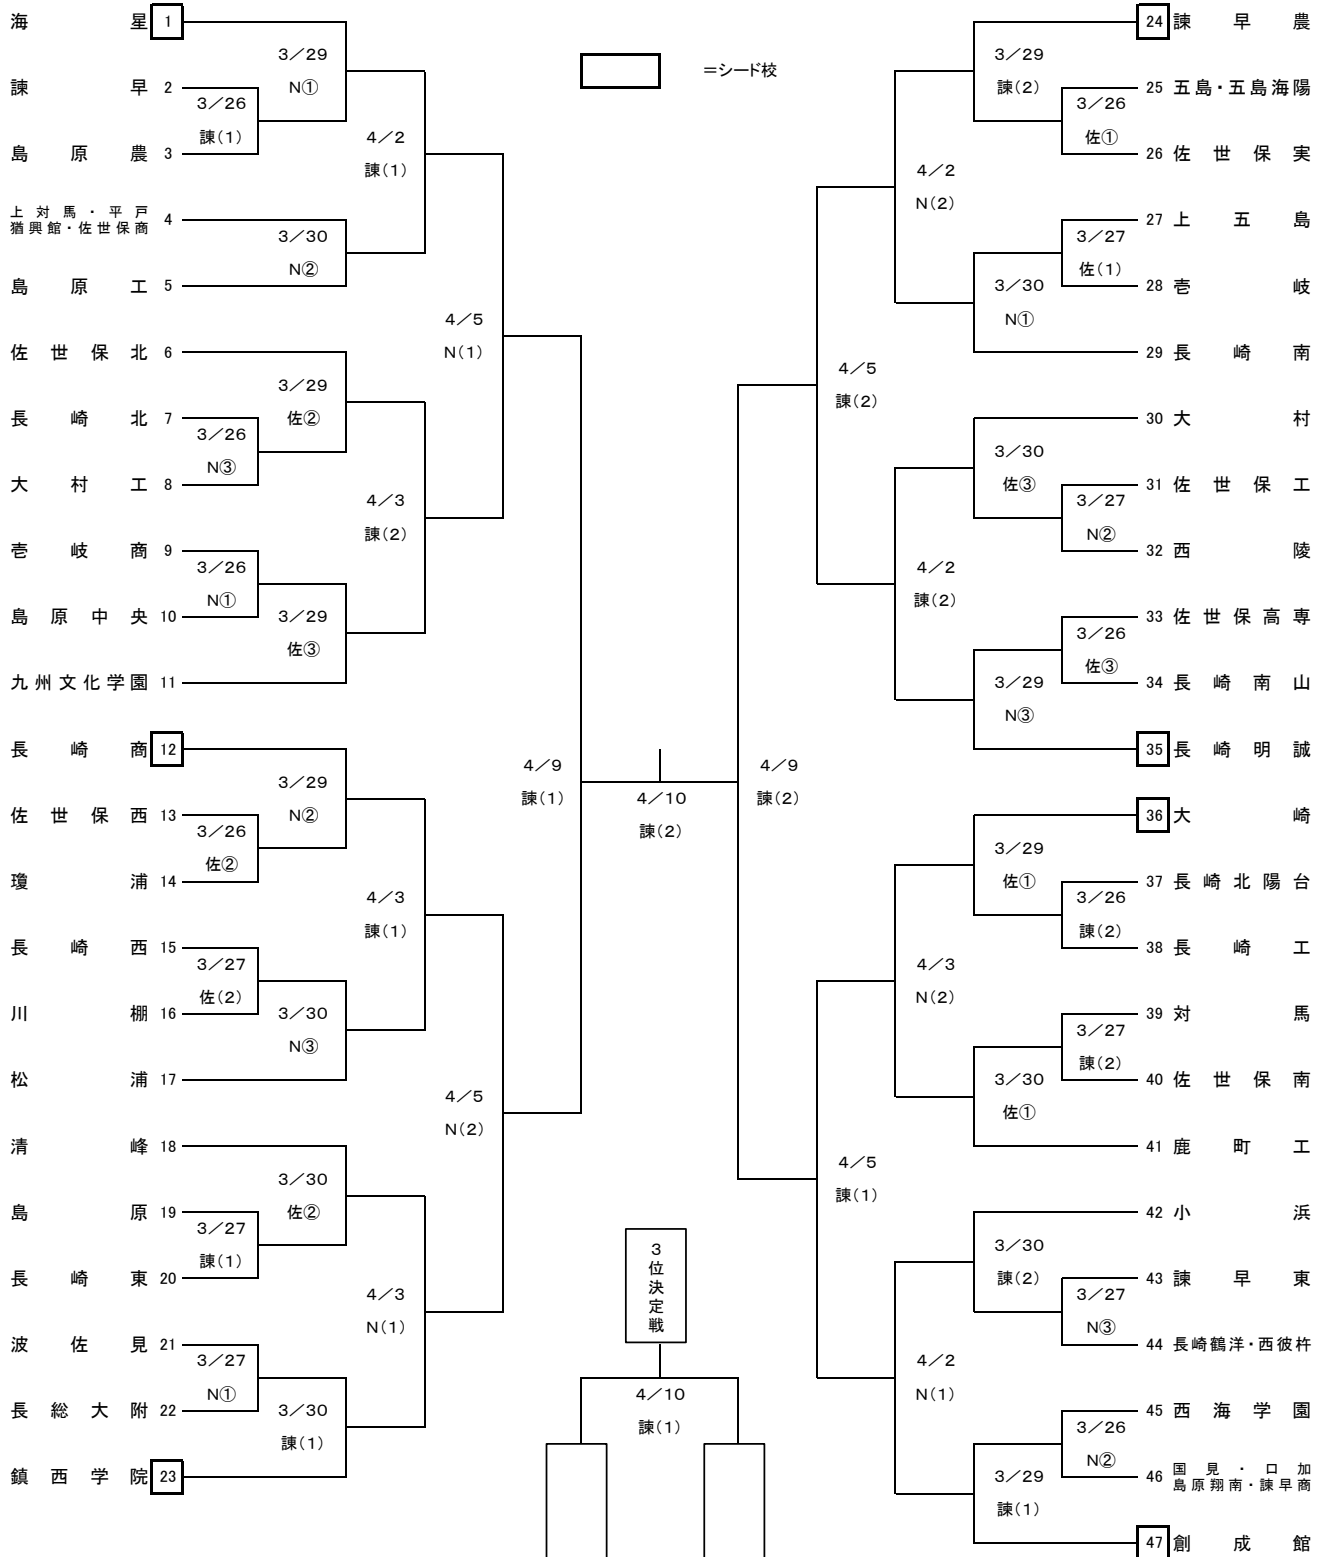 海星 1
3／29
N①
諫早 2
3／26
諫(1)
島原農 3
4／2
諫(1)
上対馬・平戸
猶興館・佐世保商 4
3／30
N②
島原工 5
4／5
N(1)
佐世保北 6
3／29
佐②
長崎北 7
3／26
N③
大村工 8
4／3
諫(2)
壱岐商 9
3／26
N①
島原中央 10
3／29
佐③
九州文化学園 11
長崎商 12
3／29
N②
佐世保西 13
3／26
佐②
瓊浦 14
4／3
諫(1)
長崎西 15
3／27
佐(2)
川棚 16
3／30
N③
松浦 17
4／5
N(2)
清峰 18
3／30
佐②
島原 19
3／27
諫(1)
長崎東 20
4／3
N(1)
波佐見 21
3／27
N①
長総大附 22
3／30
諫(1)
鎮西学院 23
4／9
諫(1)
＝シード校
4／10
諫(2)
3位決定戦
4／10
諫(1)
4／9
諫(2)
24 諫早農
3／29
諫(2)
25 五島・五島海陽
3／26
佐①
26 佐世保実
4／2
N(2)
27 上五島
3／27
佐(1)
28 壱岐
3／30
N①
29 長崎南
4／5
諫(2)
30 大村
3／30
佐③
31 佐世保工
3／27
N②
32 西陵
4／2
諫(2)
33 佐世保高専
3／26
佐③
34 長崎南山
3／29
N③
35 長崎明誠
36 大崎
3／29
佐①
37 長崎北陽台
3／26
諫(2)
38 長崎工
4／3
N(2)
39 対馬
3／27
諫(2)
40 佐世保南
3／30
佐①
41 鹿町工
4／5
諫(1)
42 小浜
3／30
諫(2)
43 諫早東
3／27
N③
44 長崎鶴洋・西彼杵
4／2
N(1)
45 西海学園
3／26
N②
46 国見・口加
島原翔南・諫早商
3／29
諫(1)
47 創成館